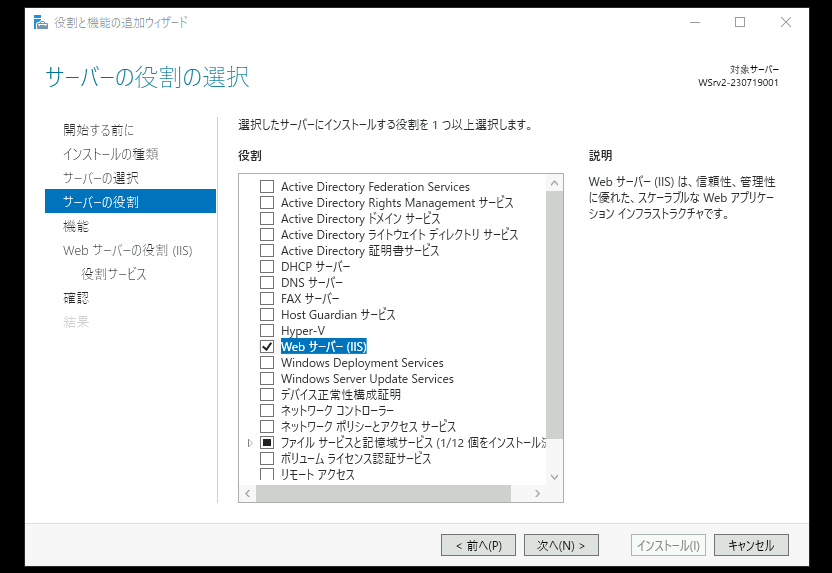 役割と機能の追加ウィザード
サーバーの役割の選択
対象サーバー
WSrv2-230719001
開始する前に
インストールの種類
サーバーの選択
サーバーの役割
機能
Web サーバーの役割 (IIS)
役割サービス
確認
結果
選択したサーバーにインストールする役割を 1 つ以上選択します。
役割
Active Directory Federation Services
Active Directory Rights Management サービス
Active Directory ドメイン サービス
Active Directory ライトウェイト ディレクトリ サービス
Active Directory 証明書サービス
DHCP サーバー
DNS サーバー
FAX サーバー
Host Guardian サービス
Hyper-V
Web サーバー (IIS)
Windows Deployment Services
Windows Server Update Services
デバイス正常性構成証明
ネットワーク コントローラー
ネットワーク ポリシーとアクセス サービス
ファイル サービスと記憶域サービス (1/12 個をインストール
ボリューム ライセンス認証サービス
リモート アクセス
説明
Web サーバー (IIS) は、信頼性、管理性
に優れた、スケーラブルな Web アプリケー
ション インフラストラクチャです。
< 前へ(P)
次へ(N) >
インストール(I)
キャンセル